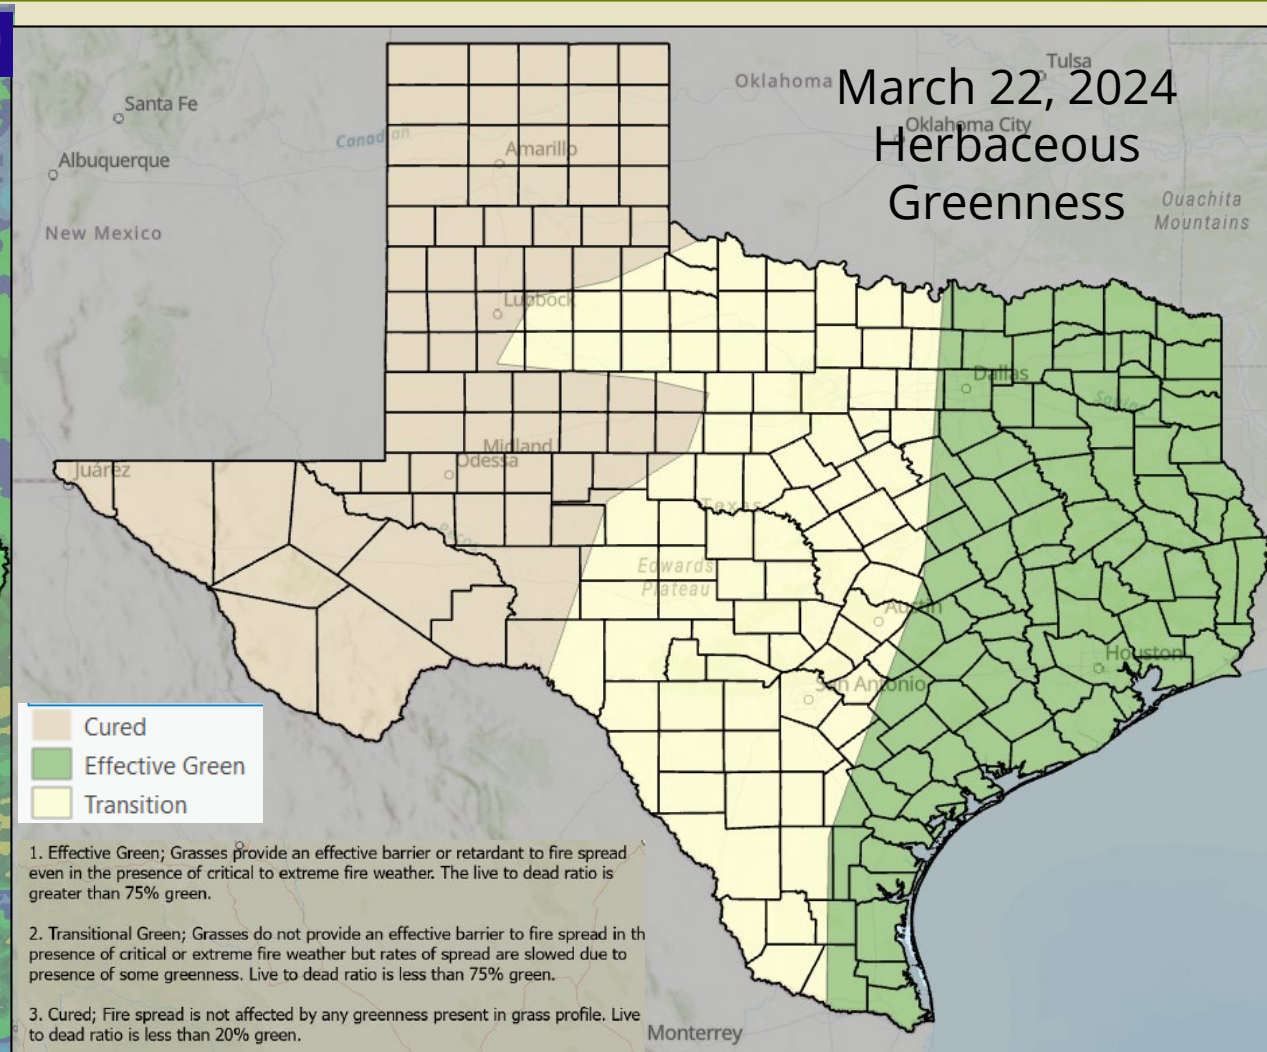 Tulsa
Oklahoma
March 22, 2024
Santa Fe
Oklahoma City
Canadian
Herbaceous
Amarillo
Albuquerque
Greenness
Ouachita
Mountains
New Mexico
Lubbock
Dallas
Sabine
Midland
Odessa
Juárez
Texas
Pecos
Edwards
Plateau
Austin
Houston
San Antonio
Cured
Effective Green
Transition
1. Effective Green; Grasses provide an effective barrier or retardant to fire spread
even in the presence of critical to extreme fire weather. The live to dead ratio is
greater than 75% green.
2. Transitional Green; Grasses do not provide an effective barrier to fire spread in th
presence of critical or extreme fire weather but rates of spread are slowed due to
presence of some greenness. Live to dead ratio is less than 75% green.
3. Cured; Fire spread is not affected by any greenness present in grass profile. Live
to dead ratio is less than 20% green.
Monterrey